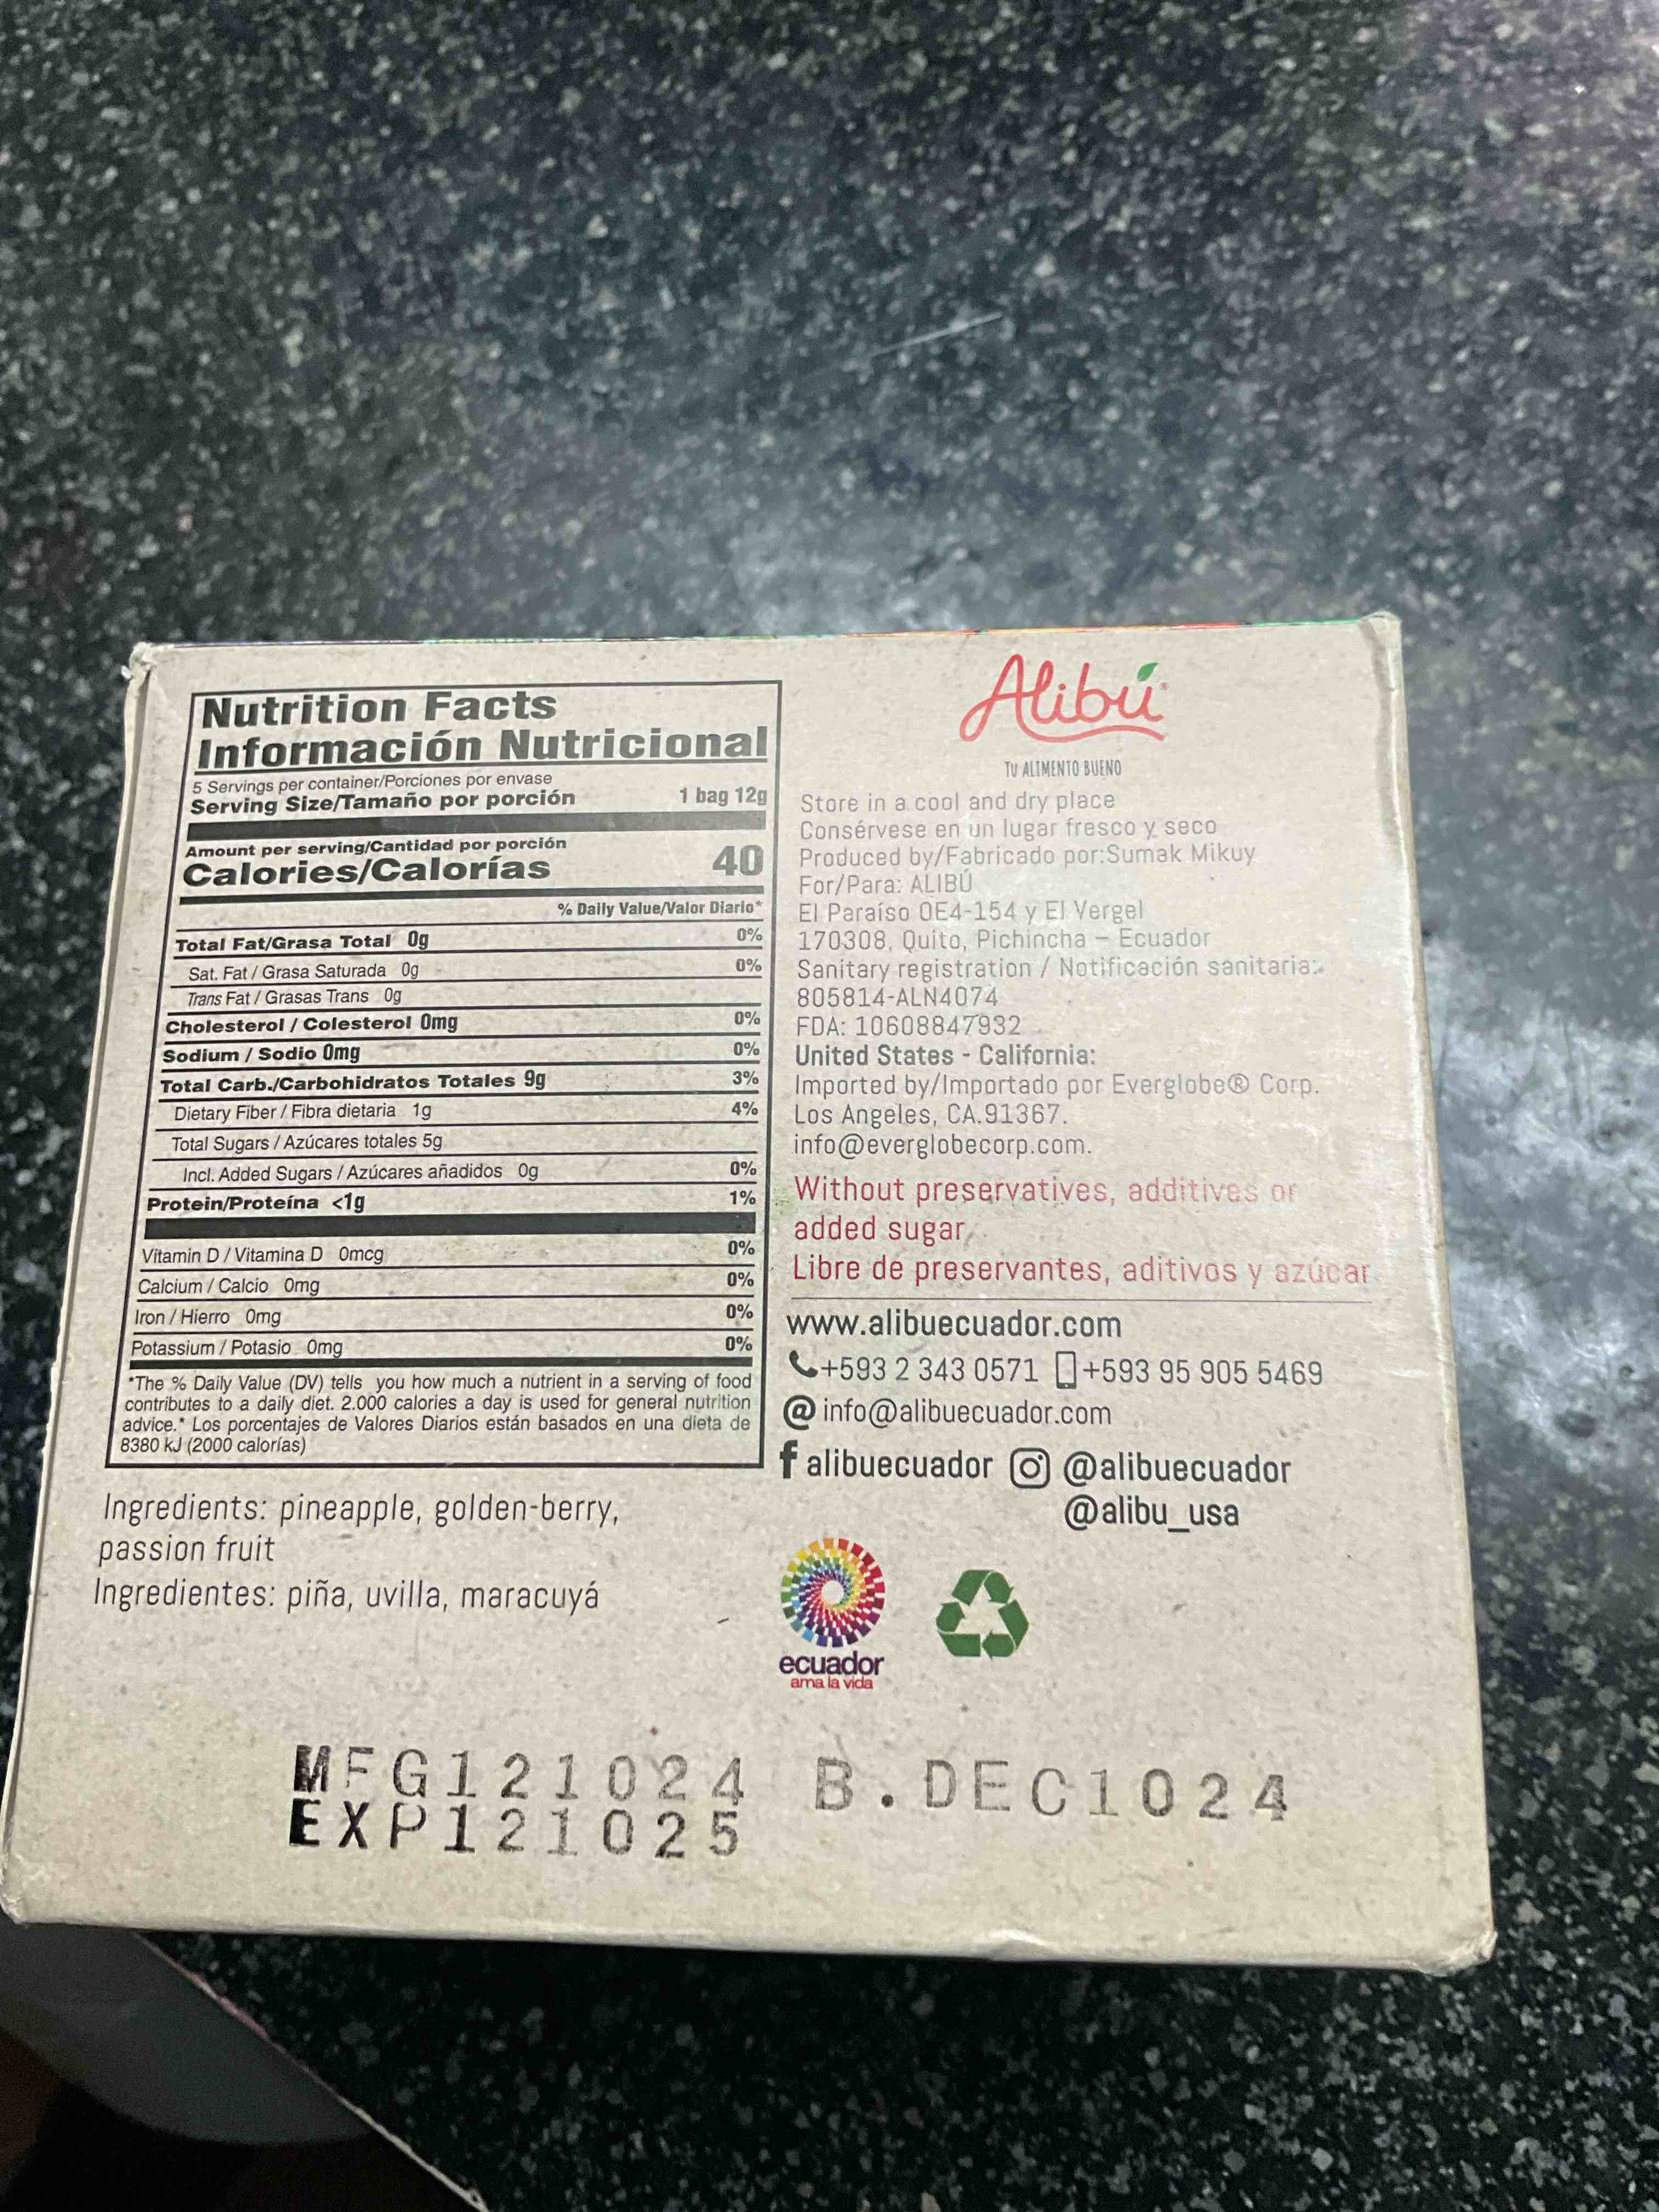 Nutrition Facts
Información Nutricional
5 Servings per container/Porciones por envase
Serving Size/Tamaño por porción 1 bag 12g
Amount per serving/Cantidad por porción
Calories/Calorías 40
% Daily Value/Valor Diario*
Total Fat/Grasa Total 0g 0%
Sat. Fat / Grasa Saturada 0g 0%
Trans Fat / Grasas Trans 0g
Cholesterol / Colesterol 0mg 0%
Sodium / Sodio 0mg 0%
Total Carb./Carbohidratos Totales 9g 3%
Dietary Fiber / Fibra dietaria 1g 4%
Total Sugars / Azúcares totales 5g
Incl. Added Sugars / Azúcares añadidos 0g 0%
Protein/Proteína <1g 1%
Vitamin D / Vitamina D 0mcg 0%
Calcium / Calcio 0mg 0%
Iron / Hierro 0mg 0%
Potassium / Potasio 0mg 0%
*The % Daily Value (DV) tells you how much a nutrient in a serving of food
contributes to a daily diet. 2.000 calories a day is used for general nutrition
advice.* Los porcentajes de Valores Diarios están basados en una dieta de
8380 kJ (2000 calorías)
Ingredients: pineapple, golden-berry,
passion fruit
Ingredientes: piña, uvilla, maracuyá
Alibú
TU ALIMENTO BUENO
Store in a cool and dry place
Consérvese en un lugar fresco y seco
Produced by/Fabricado por:Sumak Mikuy
For/Para: ALIBÚ
El Paraíso OE4-154 y El Vergel
170308, Quito, Pichincha – Ecuador
Sanitary registration / Notificación sanitaria:
805814-ALN4074
FDA: 10608847932
United States - California:
Imported by/Importado por Everglobe® Corp.
Los Angeles, CA.91367.
info@everglobecorp.com.
Without preservatives, additives or
added sugar
Libre de preservantes, aditivos y azúcar
www.alibuecuador.com
+593 2 343 0571 +593 95 905 5469
@ info@alibuecuador.com
f alibuecuador @alibuecuador
@alibu_usa
ecuador
ama la vida
MFG121024 B.DEC1024
EXP121025